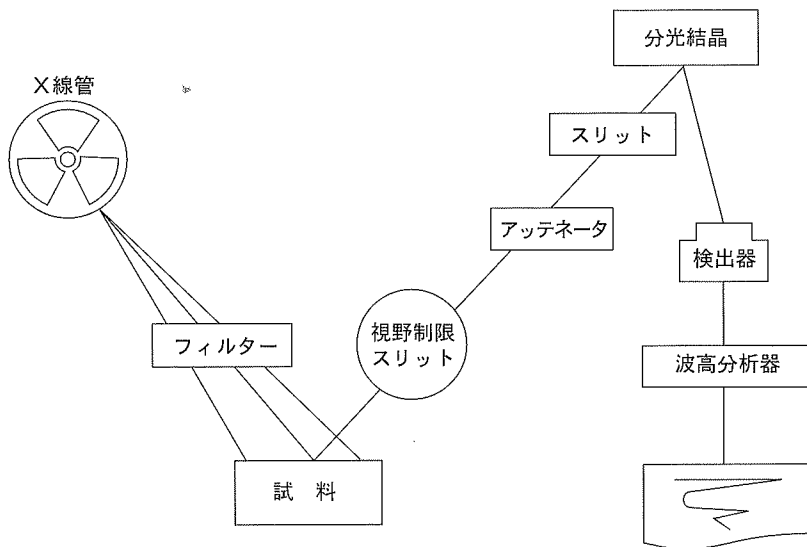 X線管
フィルター
試 料
視野制限
スリット
アッテネータ
スリット
分光結晶
検出器
波高分析器